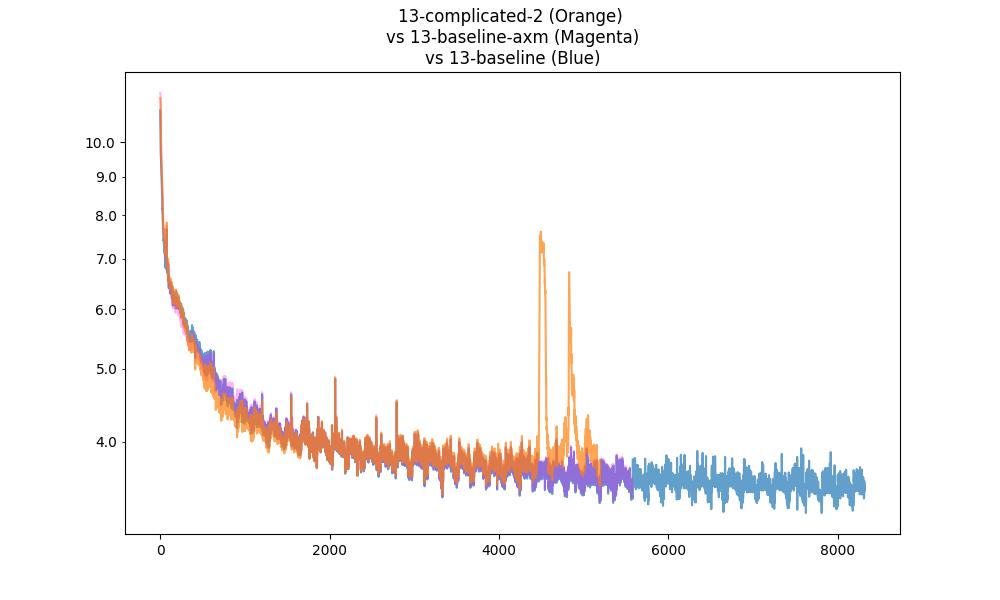 13-complicated-2 (Orange)
vs 13-baseline-axm (Magenta)
vs 13-baseline (Blue)
10.0
9.0
8.0
7.0
6.0
5.0
4.0
0 2000 4000 6000 8000